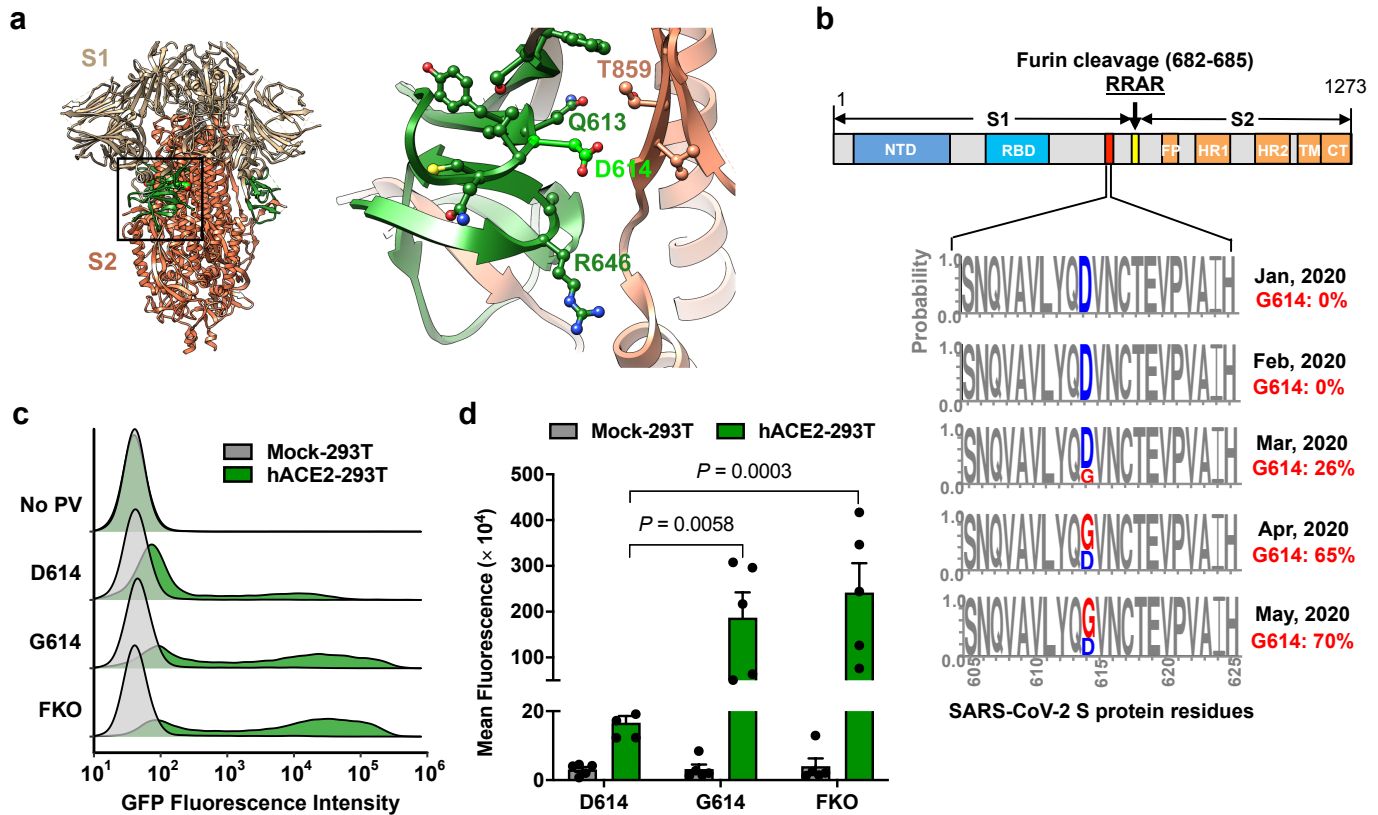 a
S1
S2
T859
Q613
D614
R646
b
Furin cleavage (682-685)
RRAR
1
1273
S1
S2
NTD
RBD
FP
HR1
HR2
TM
CT
Probability
1.0
0.0
SNQVAVLYQDVNCTEVPVAIH
Jan, 2020
G614: 0%
1.0
0.0
SNQVAVLYQDVNCTEVPVAIH
Feb, 2020
G614: 0%
1.0
0.0
SNQVAVLYQDVNCTEVPVAIH
G
Mar, 2020
G614: 26%
1.0
0.0
SNQVAVLYQGVNCTEVPVAIH
D
Apr, 2020
G614: 65%
1.0
0.0
SNQVAVLYQGVNCTEVPVAIH
D
May, 2020
G614: 70%
605
610
615
620
625
SARS-CoV-2 S protein residues
c
Mock-293T
hACE2-293T
No PV
D614
G614
FKO
10¹
10²
10³
10⁴
10⁵
10⁶
GFP Fluorescence Intensity
d
Mock-293T
hACE2-293T
Mean Fluorescence (× 10⁴)
500
400
300
200
100
20
0
P = 0.0003
P = 0.0058
D614
G614
FKO